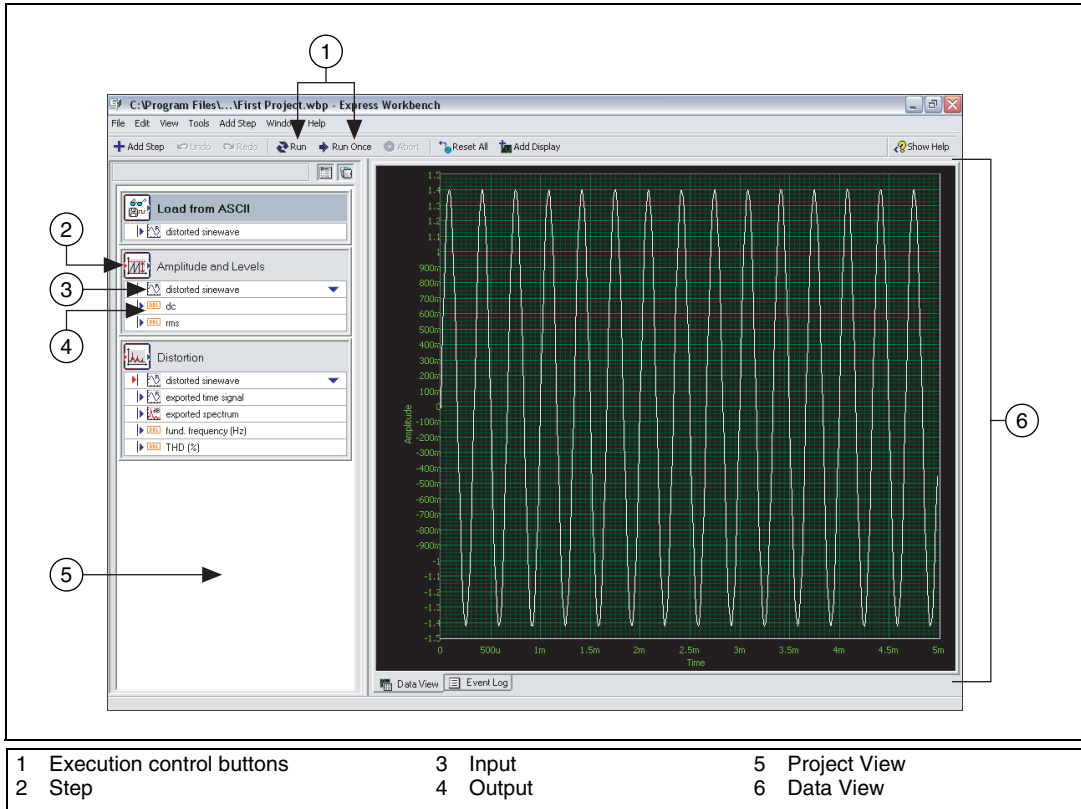 1
C:\Program Files\...\First Project.wbp - Express Workbench
File Edit View Tools Add Step Window Help
Add Step Undo Redo Run Run Once Abort Reset All Add Display Show Help
Load from ASCII
distorted sinewave
2
Amplitude and Levels
3
distorted sinewave
4
DBL dc
DBL rms
Distortion
distorted sinewave
exported time signal
exported spectrum
DBL fund. frequency (Hz)
DBL THD (%)
5
1.5
1.4
1.3
1.2
1.1
1
900m
800m
700m
600m
500m
400m
300m
200m
100m
0
-100m
-200m
-300m
-400m
-500m
-600m
-700m
-800m
-900m
-1
-1.1
-1.2
-1.3
-1.4
-1.5
Amplitude
0 500u 1m 1.5m 2m 2.5m 3m 3.5m 4m 4.5m 5m
Time
Data View Event Log
6
1 Execution control buttons
2 Step
3 Input
4 Output
5 Project View
6 Data View